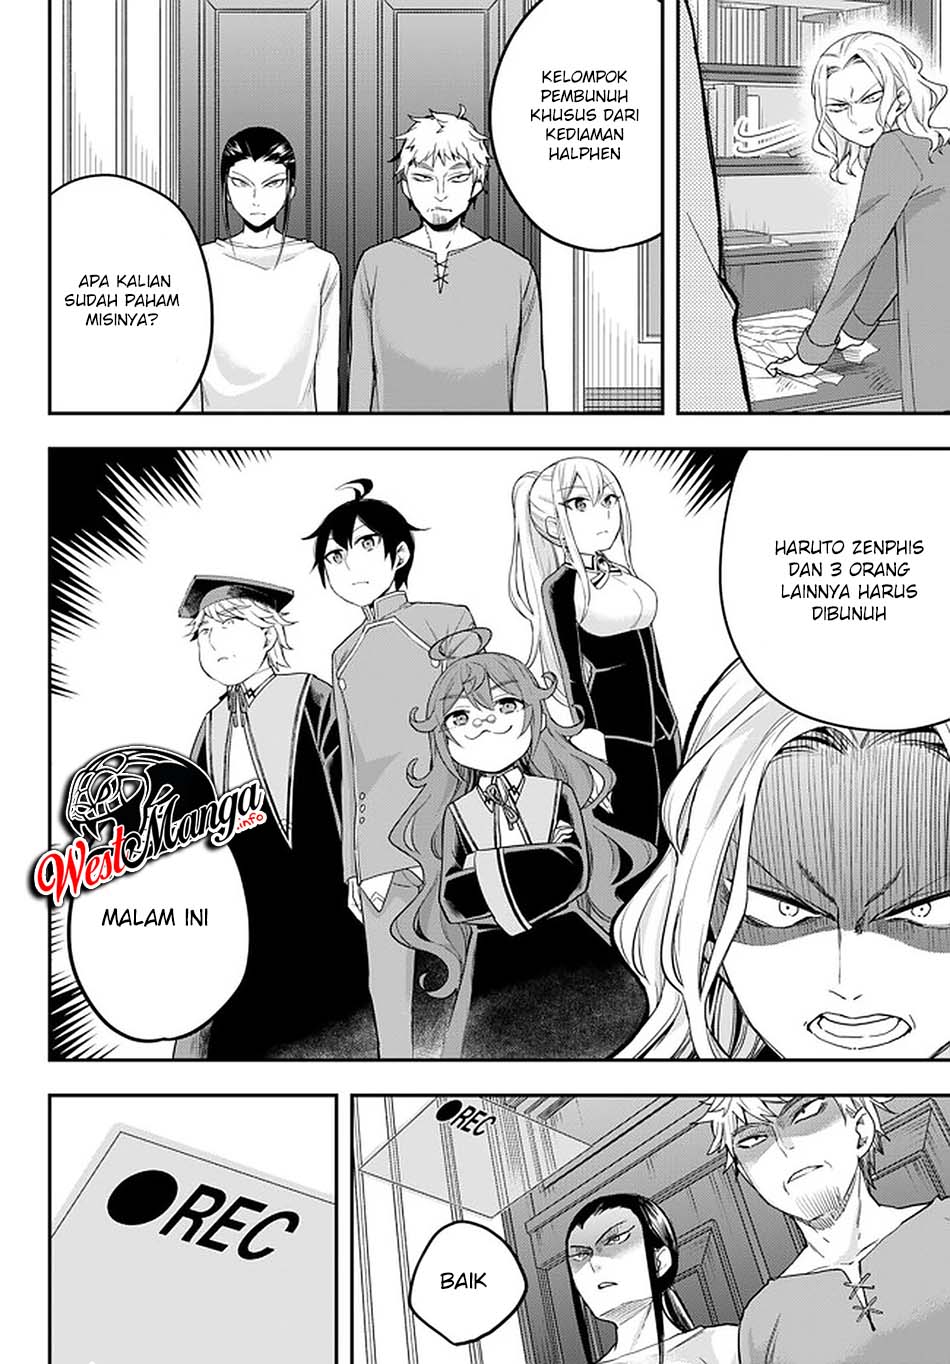 KELOMPOK
PEMBUNUH
KHUSUS DARI
KEDIAMAN
HALPHEN
APA KALIAN
SUDAH PAHAM
MISINYA?
HARUTO ZENPHIS
DAN 3 ORANG
LAINNYA HARUS
DIBUNUH
WestManga
.info
MALAM INI
●REC
●REC
BAIK